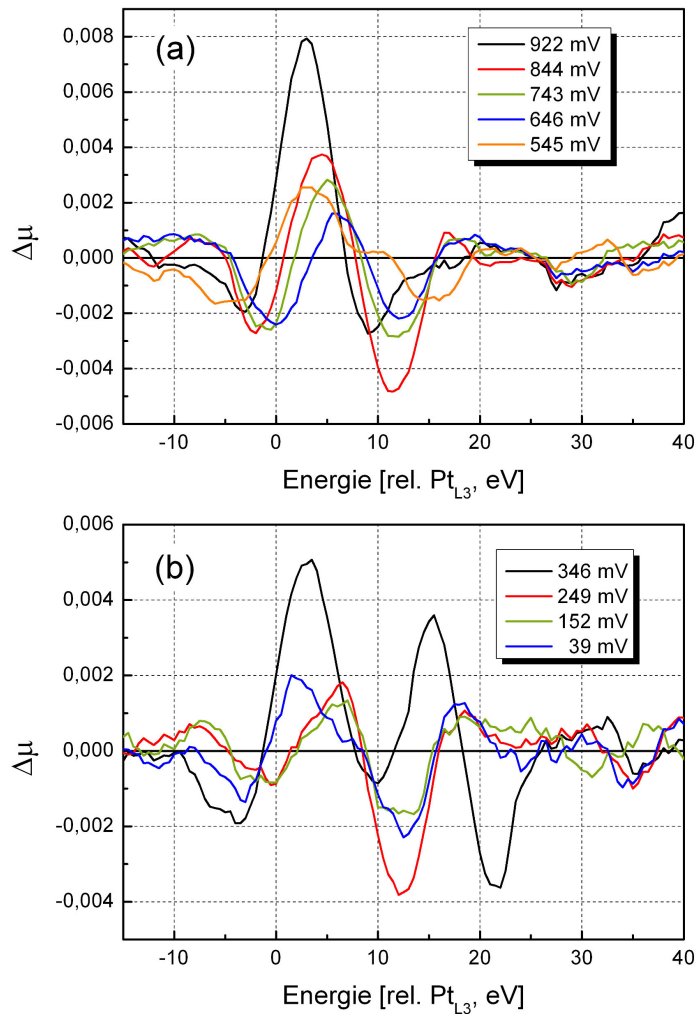 (a)
922 mV
844 mV
743 mV
646 mV
545 mV
0,008
0,006
0,004
0,002
0,000
-0,002
-0,004
-0,006
Δμ
-10 0 10 20 30 40
Energie [rel. Pt_L3, eV]
(b)
346 mV
249 mV
152 mV
39 mV
0,006
0,004
0,002
0,000
-0,002
-0,004
Δμ
-10 0 10 20 30 40
Energie [rel. Pt_L3, eV]